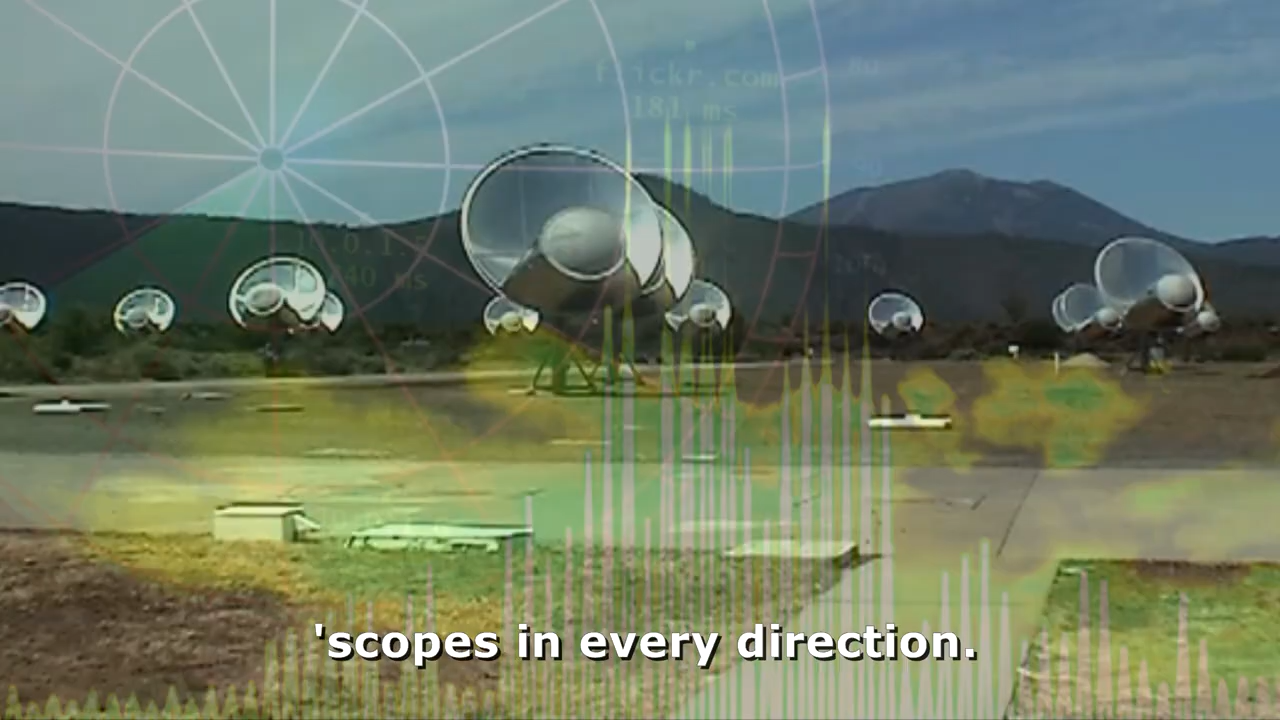 flickr.com
181 ms
'scopes in every direction.